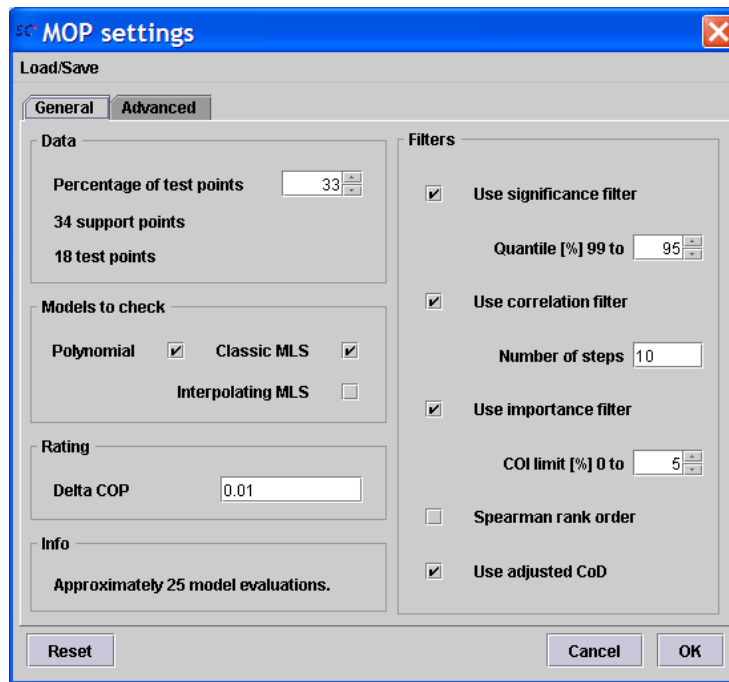 MOP settings
Load/Save
General Advanced
Data
Percentage of test points 33
34 support points
18 test points
Models to check
Polynomial Classic MLS
Interpolating MLS
Rating
Delta COP 0.01
Info
Approximately 25 model evaluations.
Filters
Use significance filter
Quantile [%] 99 to 95
Use correlation filter
Number of steps 10
Use importance filter
COI limit [%] 0 to 5
Spearman rank order
Use adjusted CoD
Reset Cancel OK